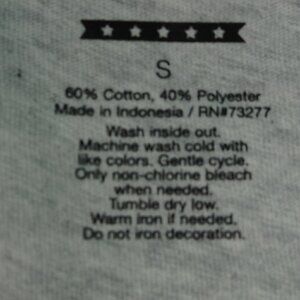 S
60% Cotton, 40% Polyester
Made in Indonesia / RN#73277
Wash inside out.
Machine wash cold with
like colors. Gentle cycle.
Only non-chlorine bleach
when needed.
Tumble dry low.
Warm iron if needed.
Do not iron decoration.